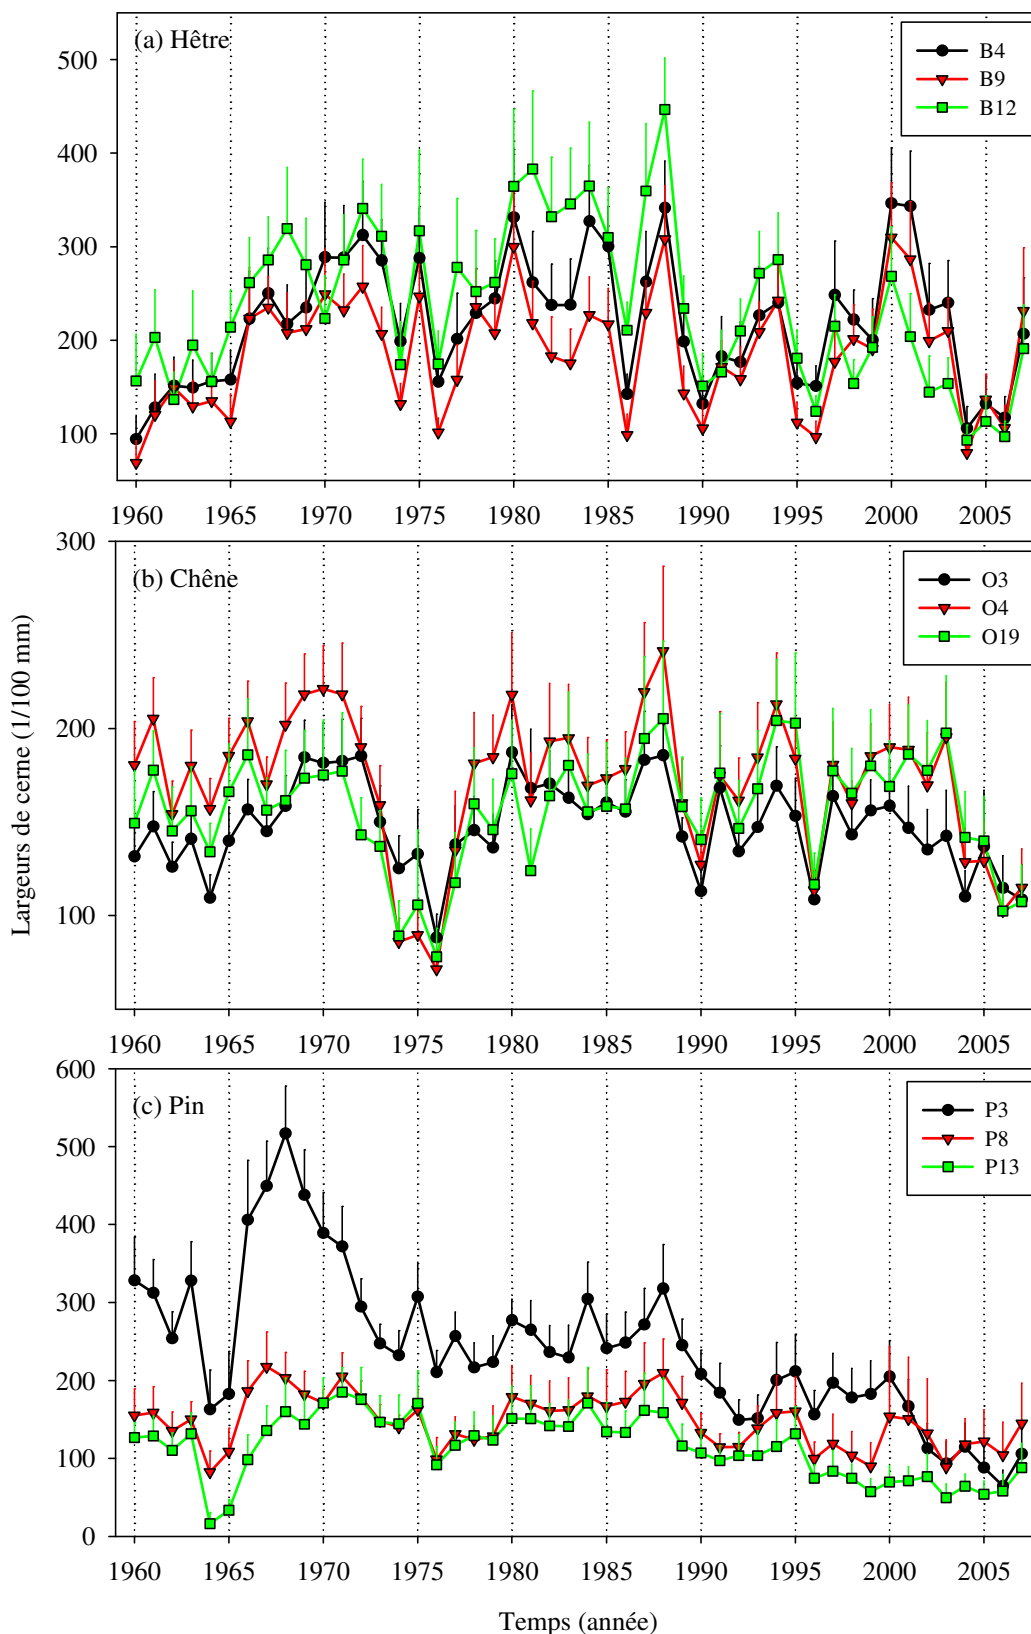 (a) Hêtre
B4
B9
B12
500
400
300
200
100
1960 1965 1970 1975 1980 1985 1990 1995 2000 2005
(b) Chêne
O3
O4
O19
300
200
100
1960 1965 1970 1975 1980 1985 1990 1995 2000 2005
Largeurs de cerne (1/100 mm)
(c) Pin
P3
P8
P13
600
500
400
300
200
100
0
1960 1965 1970 1975 1980 1985 1990 1995 2000 2005
Temps (année)